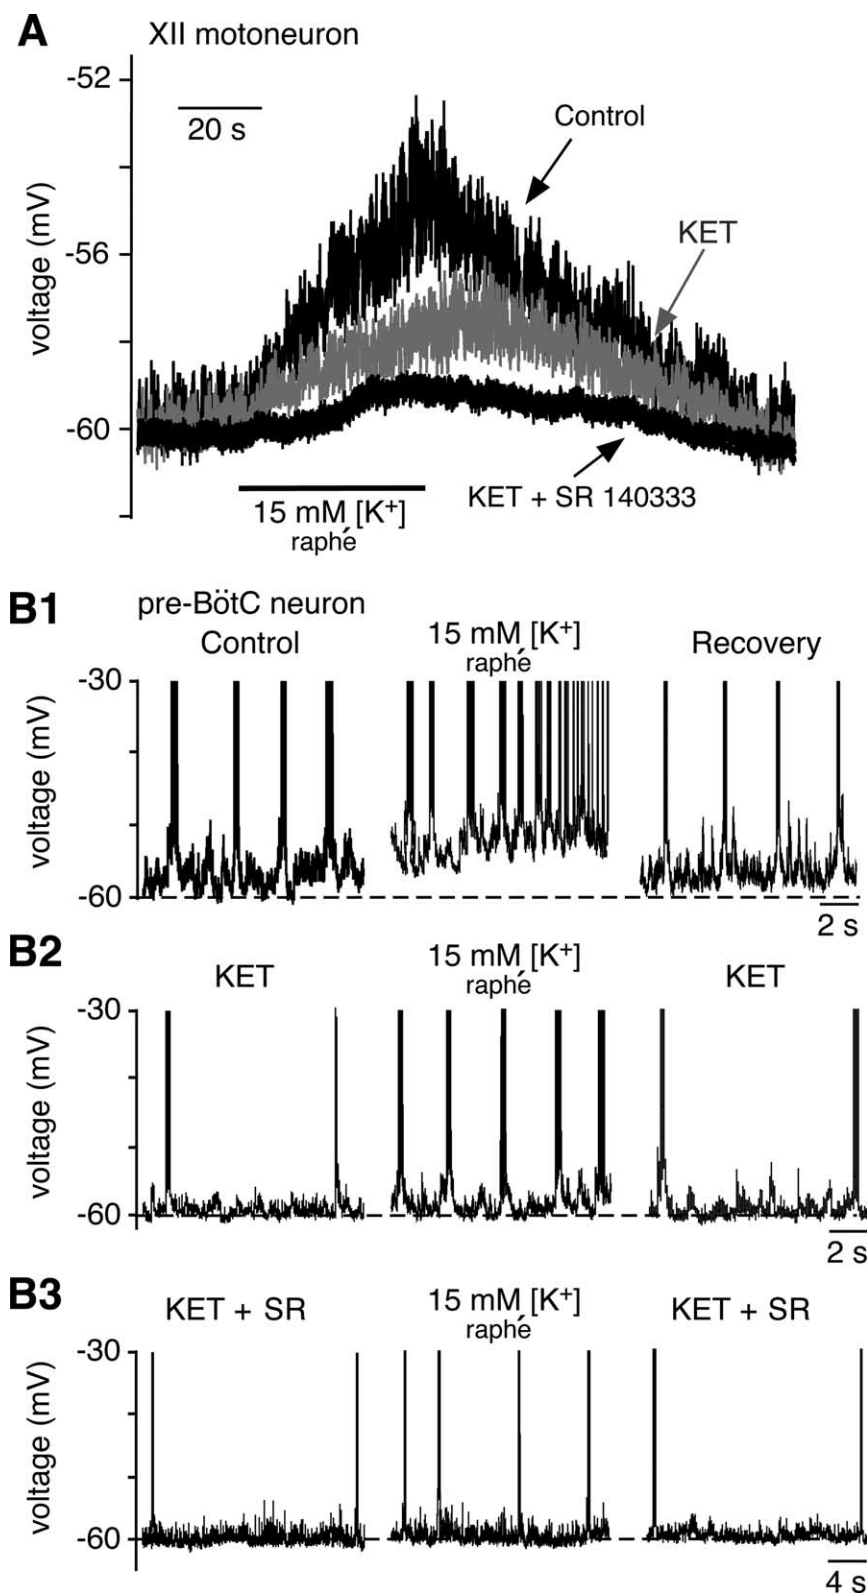 A
XII motoneuron
-52
20 s
Control
KET
-56
voltage (mV)
-60
KET + SR 140333
15 mM [K⁺]
raphé
B1
pre-BötC neuron
Control
15 mM [K⁺]
raphé
Recovery
-30
voltage (mV)
-60
2 s
B2
KET
15 mM [K⁺]
raphé
KET
-30
voltage (mV)
-60
2 s
B3
KET + SR
15 mM [K⁺]
raphé
KET + SR
-30
voltage (mV)
-60
4 s